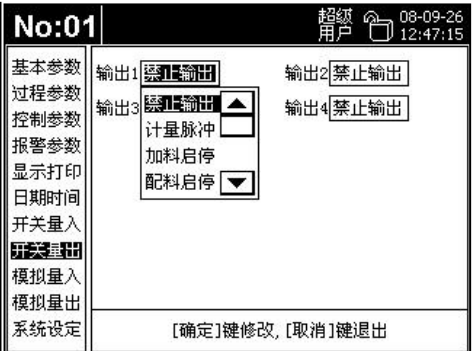 No:01 超级用户 08-09-26 12:47:15
基本参数
过程参数
控制参数
报警参数
显示打印
日期时间
开关量入
开关量出
模拟量入
模拟量出
系统设定
输出1 禁止输出 输出2 禁止输出
输出3 禁止输出 输出4 禁止输出
计量脉冲
加料启停
配料启停
[确定]键修改, [取消]键退出